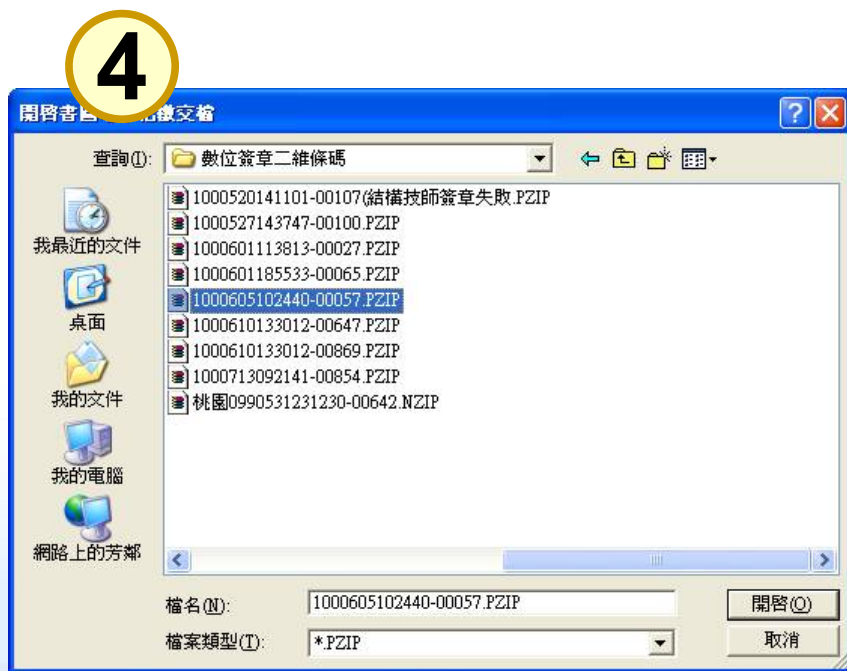 4
開啓書
繳交檔
查詢(I):
數位簽章二維條碼
1000520141101-00107(結構技師簽章失敗.PZIP
1000527143747-00100.PZIP
1000601113813-00027.PZIP
1000601185533-00065.PZIP
1000605102440-00057.PZIP
1000610133012-00647.PZIP
1000610133012-00869.PZIP
1000713092141-00854.PZIP
桃園0990531231230-00642.NZIP
我最近的文件
桌面
我的文件
我的電腦
網路上的芳鄰
檔名(N):
1000605102440-00057.PZIP
開啓(O)
檔案類型(T):
*.PZIP
取消